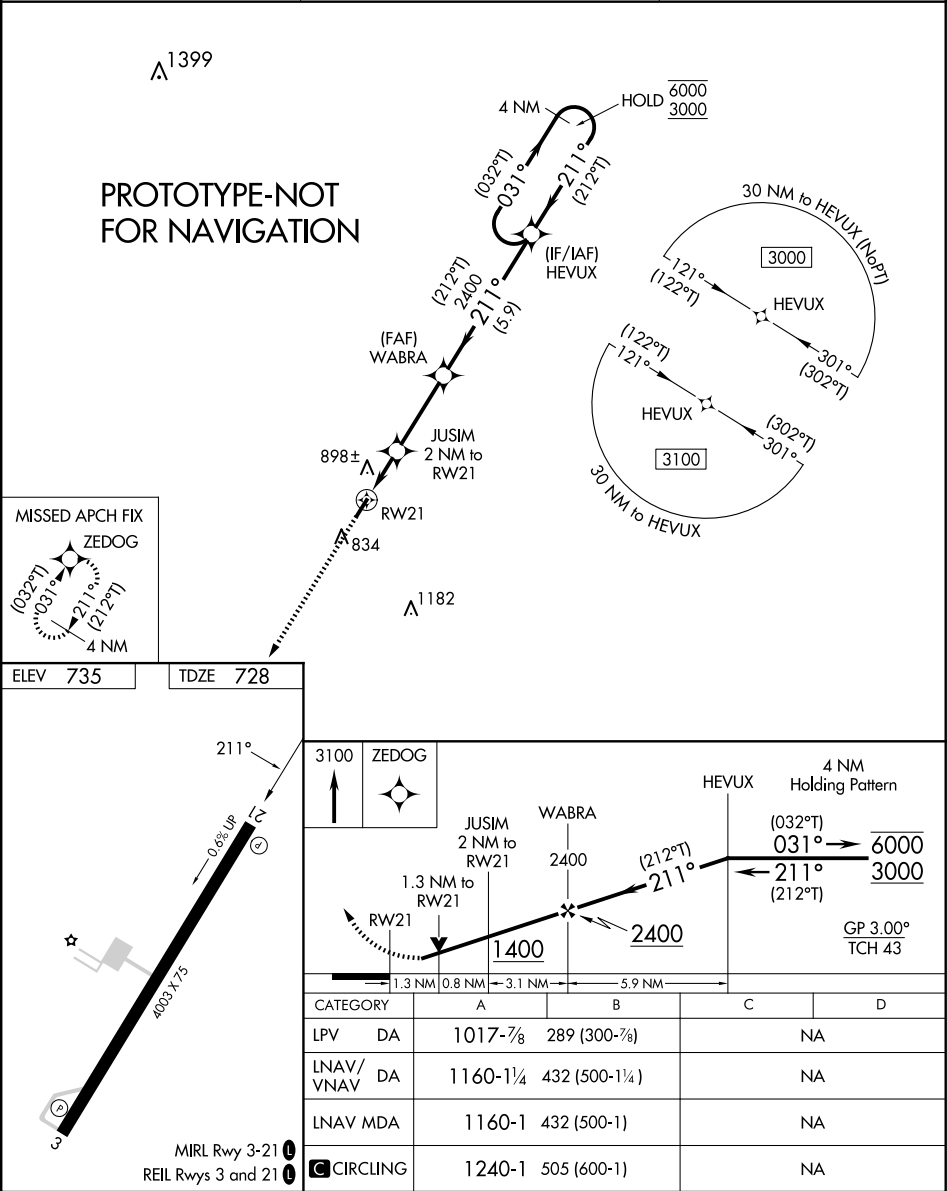 1399
4 NM
HOLD 6000
3000
PROTOTYPE-NOT
FOR NAVIGATION
(032°T)
031°
211°
(212°T)
(IF/IAF)
HEVUX
(212°T)
2400
211°
(5.9)
(FAF)
WABRA
JUSIM
2 NM to
RW21
898±
RW21
834
1182
30 NM to HEVUX (NoPT)
3000
121°
(122°T)
HEVUX
301°
(302°T)
(122°T)
121°
HEVUX
(302°T)
301°
3100
30 NM to HEVUX
MISSED APCH FIX
ZEDOG
(032°T)
031°
211°
(212°T)
4 NM
ELEV 735
TDZE 728
211°
21
0.6% UP
P
4003 X 75
P
3
MIRL Rwy 3-21 L
REIL Rwys 3 and 21 L
3100
ZEDOG
HEVUX
4 NM
Holding Pattern
WABRA
JUSIM
2 NM to
RW21
2400
(212°T)
211°
(032°T)
031°
6000
211°
3000
(212°T)
1.3 NM to
RW21
RW21
1400
2400
GP 3.00°
TCH 43
1.3 NM 0.8 NM 3.1 NM 5.9 NM
CATEGORY A B C D
LPV DA 1017-⅞ 289 (300-⅞) NA
LNAV/
VNAV DA 1160-1¼ 432 (500-1¼) NA
LNAV MDA 1160-1 432 (500-1) NA
C CIRCLING 1240-1 505 (600-1) NA